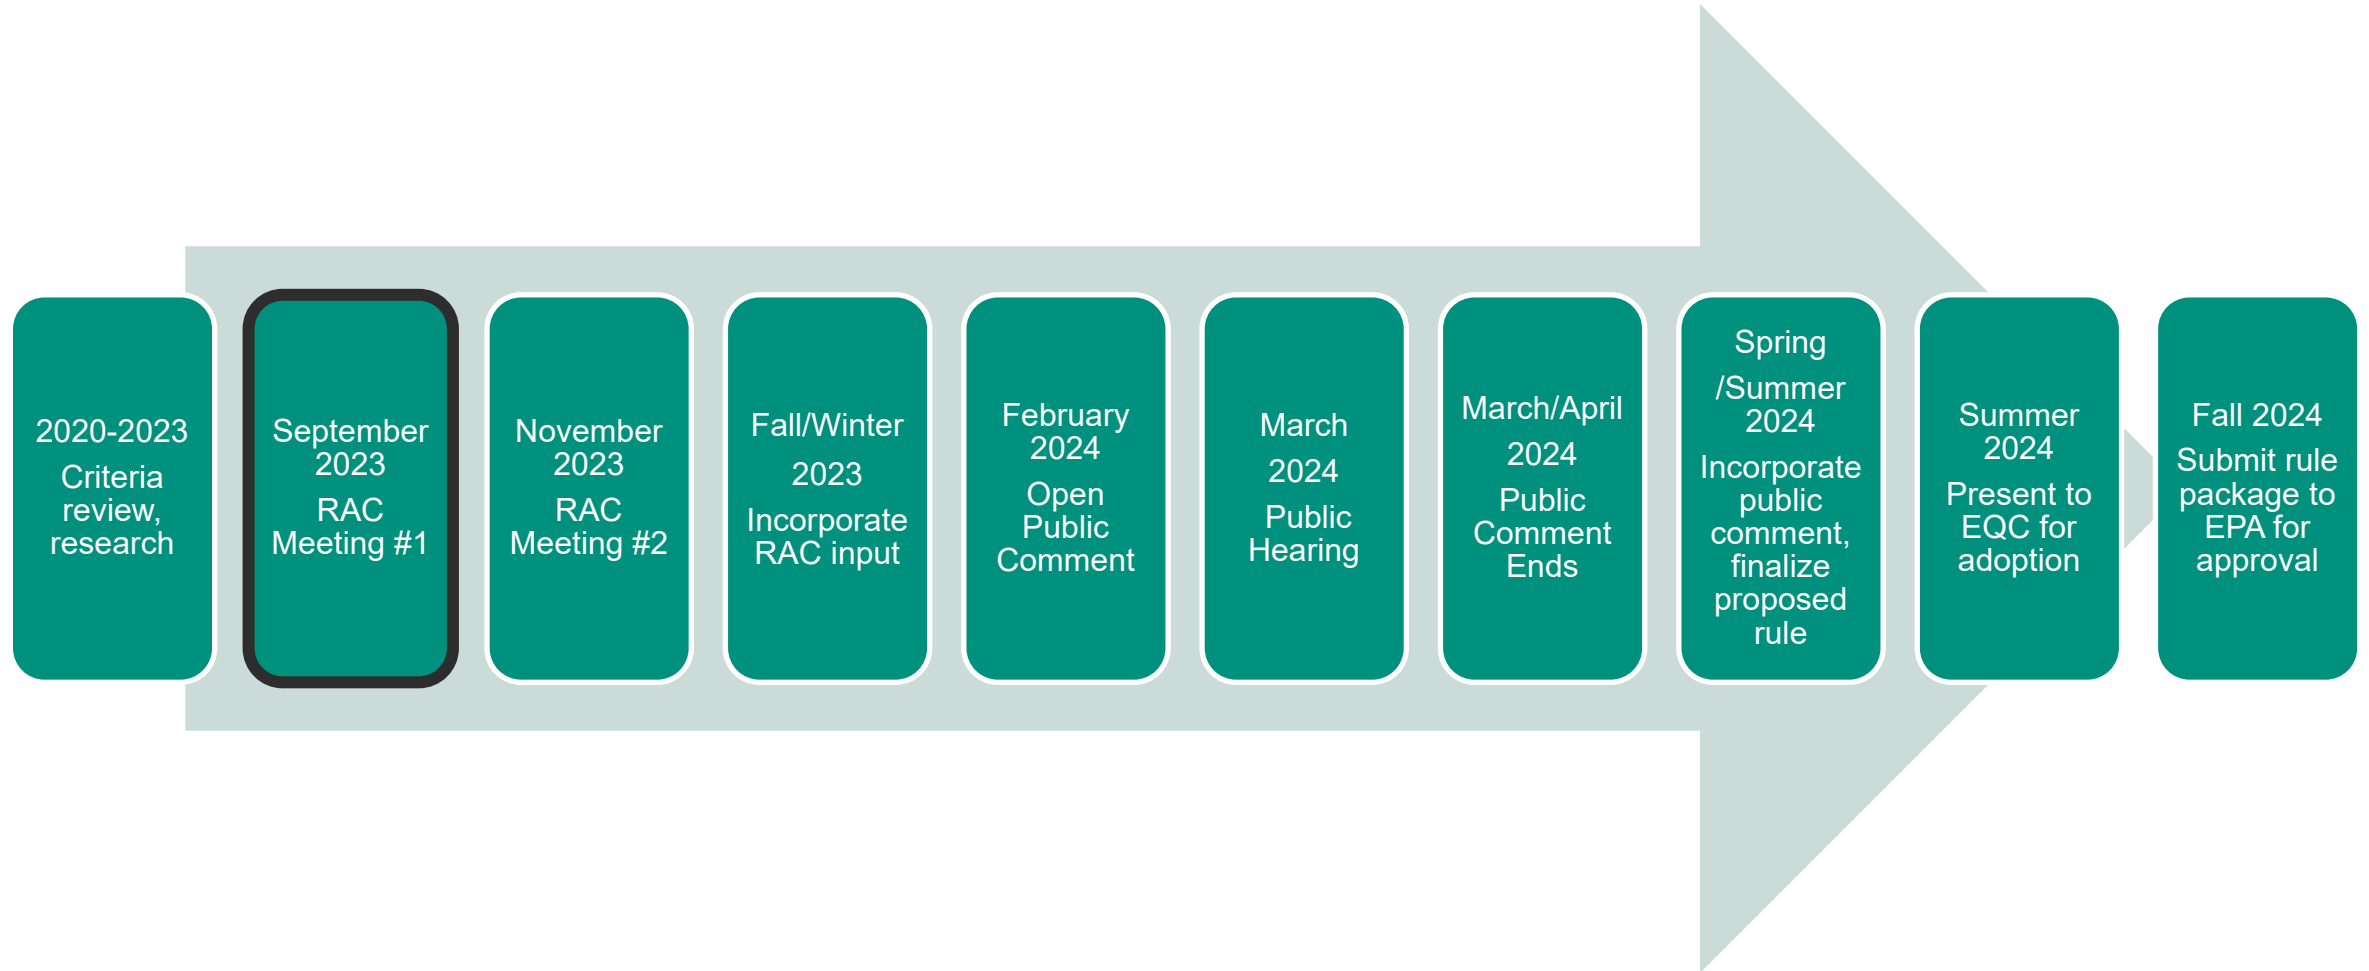 2020-2023
Criteria
review,
research
September
2023
RAC
Meeting #1
November
2023
RAC
Meeting #2
Fall/Winter
2023
Incorporate
RAC input
February
2024
Open
Public
Comment
March
2024
Public
Hearing
March/April
2024
Public
Comment
Ends
Spring
/Summer
2024
Incorporate
public
comment,
finalize
proposed
rule
Summer
2024
Present to
EQC for
adoption
Fall 2024
Submit rule
package to
EPA for
approval